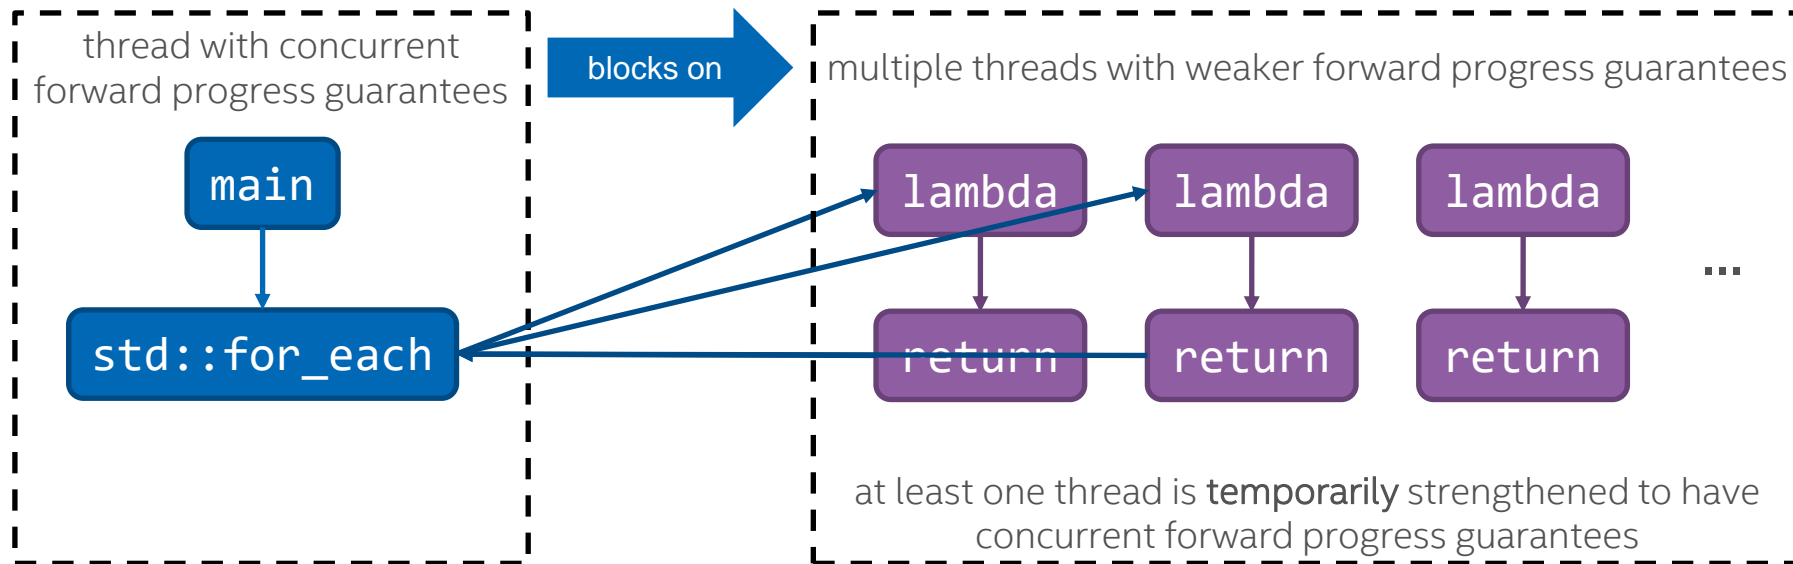 thread with concurrent
forward progress guarantees
main
std::for_each
blocks on
multiple threads with weaker forward progress guarantees
lambda
lambda
lambda
...
return
return
return
at least one thread is temporarily strengthened to have
concurrent forward progress guarantees